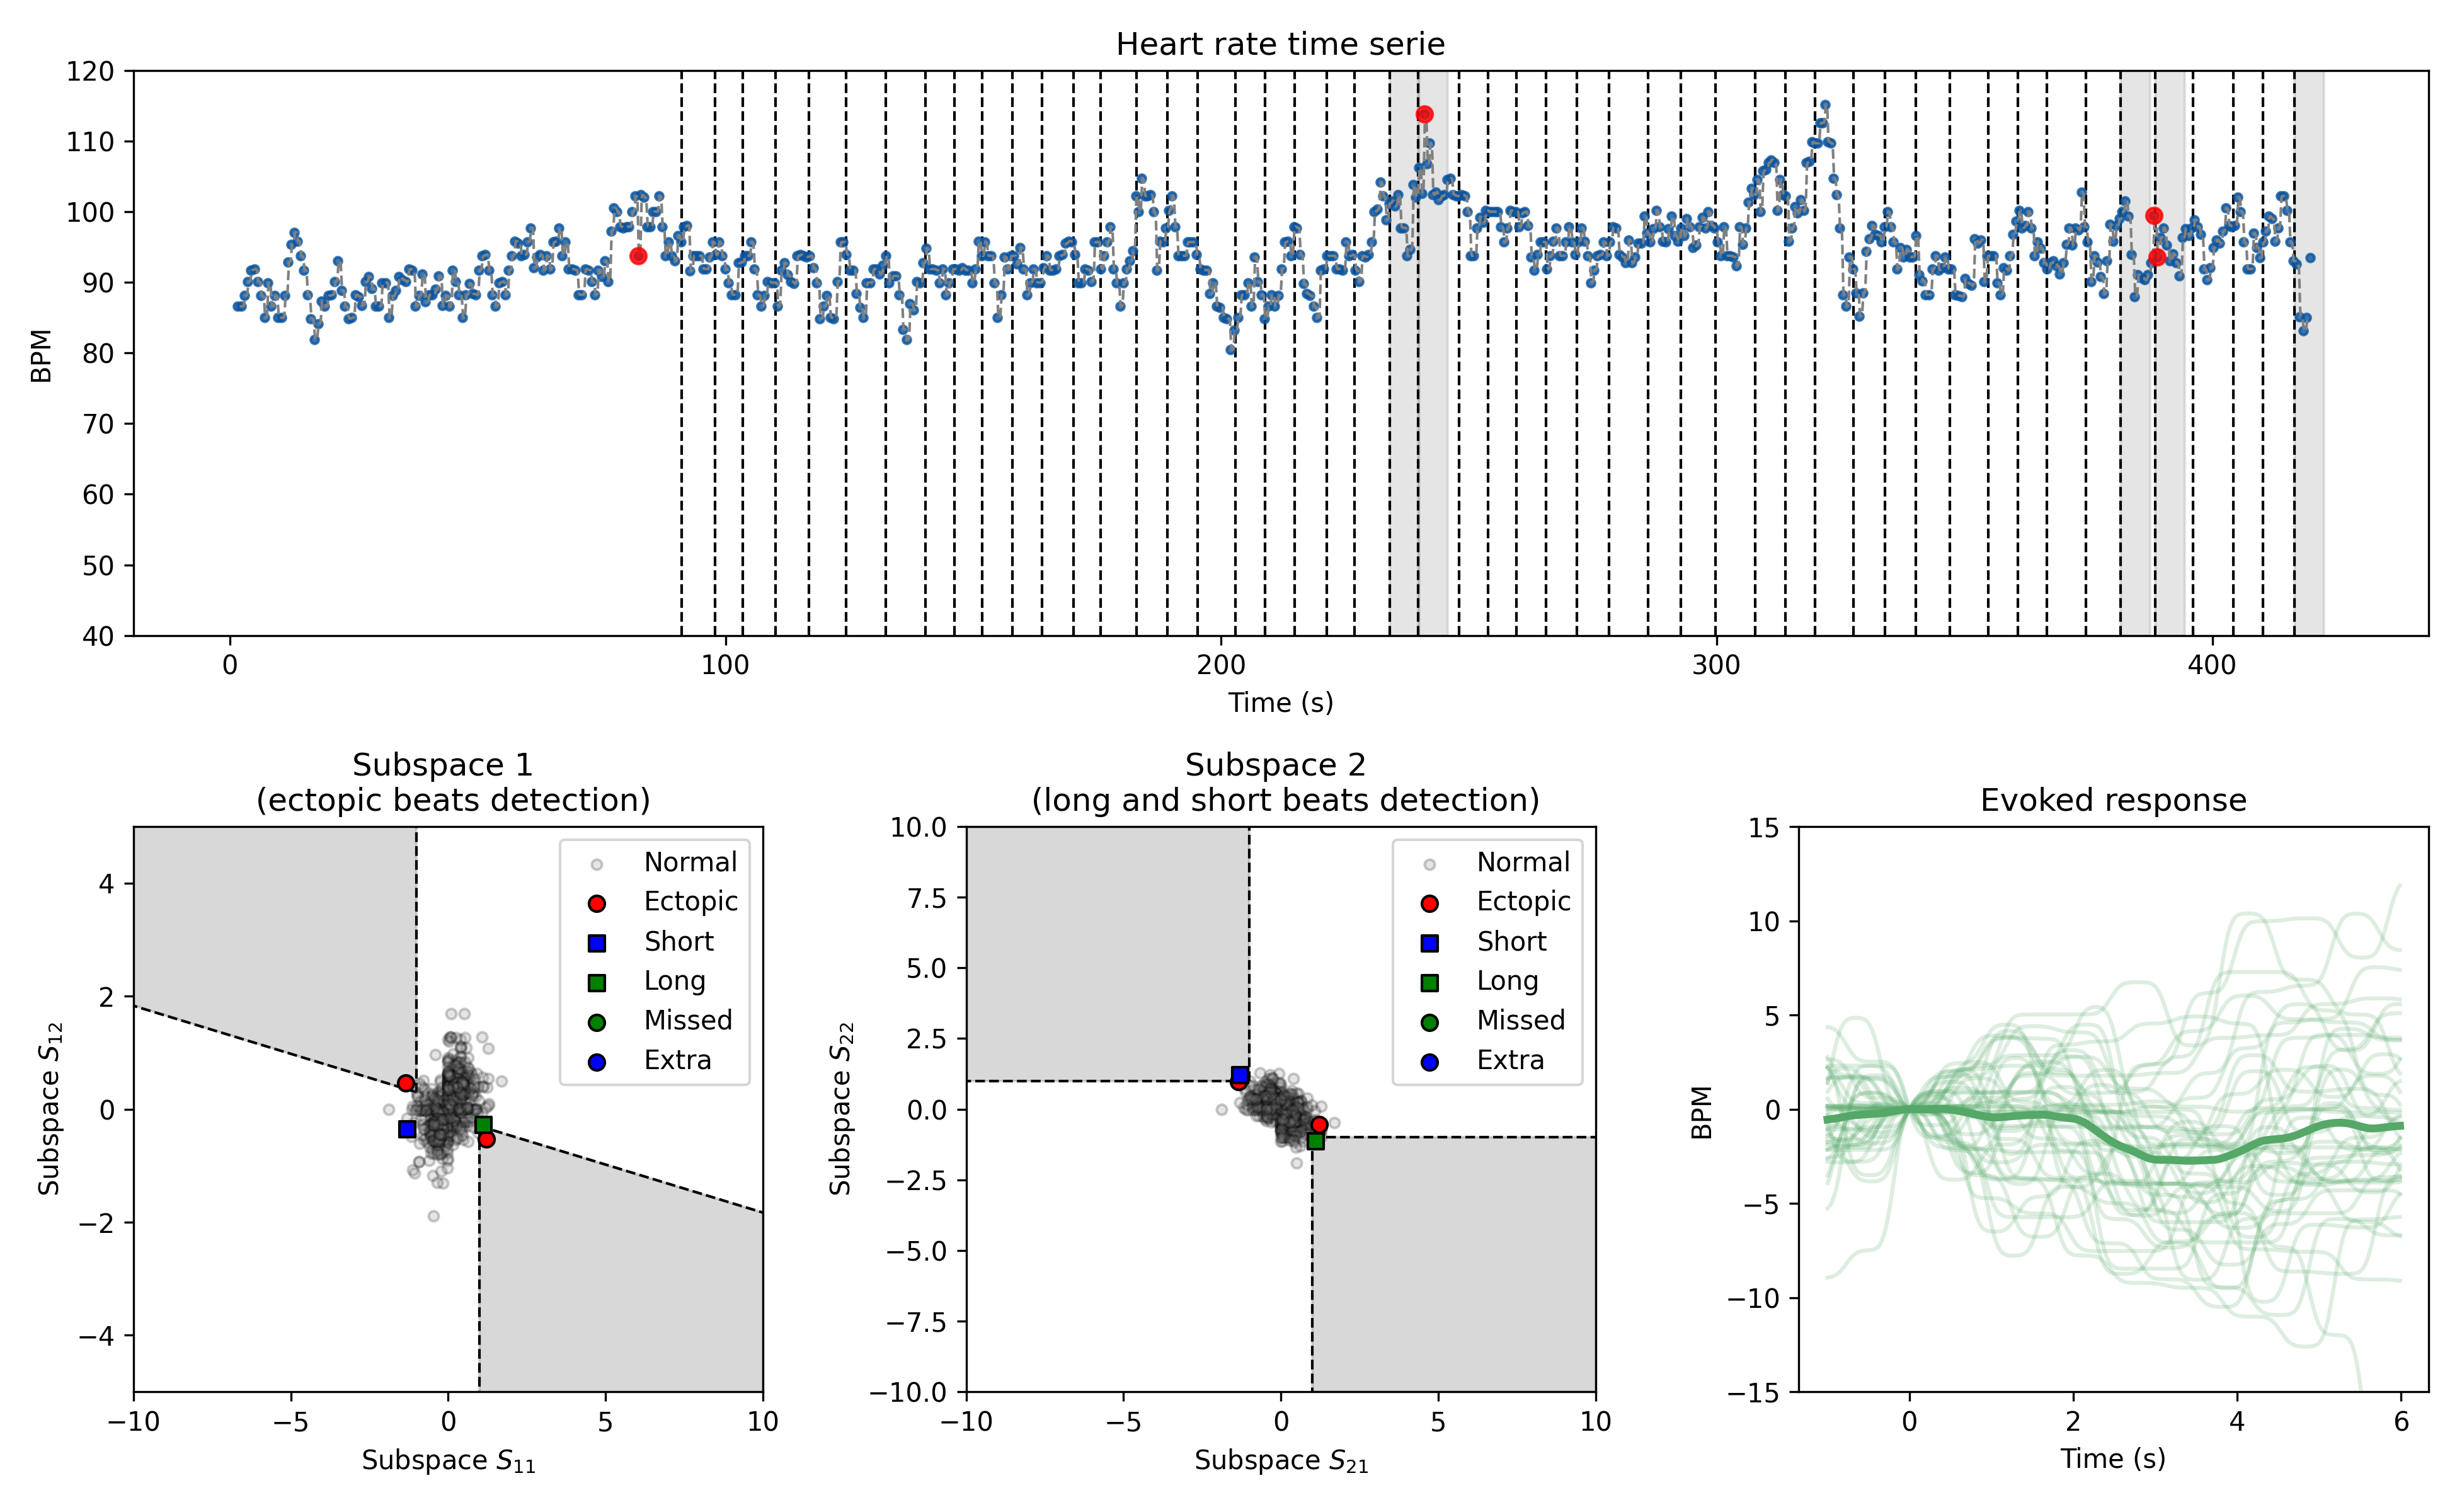 Heart rate time serie
120
110
100
90
80
70
60
50
40
BPM
0 100 200 300 400
Time (s)
Subspace 1
(ectopic beats detection)
4
2
0
−2
−4
Subspace S12
Normal
Ectopic
Short
Long
Missed
Extra
−10 −5 0 5 10
Subspace S11
Subspace 2
(long and short beats detection)
10.0
7.5
5.0
2.5
0.0
−2.5
−5.0
−7.5
−10.0
Subspace S22
Normal
Ectopic
Short
Long
Missed
Extra
−10 −5 0 5 10
Subspace S21
Evoked response
15
10
5
0
−5
−10
−15
BPM
0 2 4 6
Time (s)